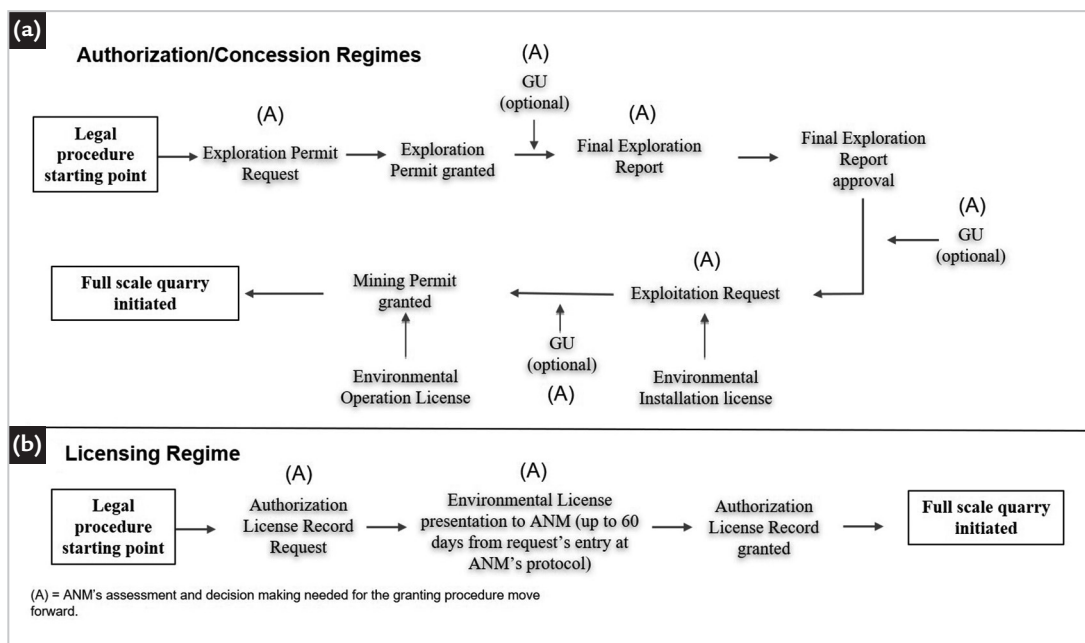 (a)
Authorization/Concession Regimes
(A)
GU
(optional)
(A)
(A)
Legal
procedure
starting point
Exploration Permit
Request
Exploration
Permit granted
Final Exploration
Report
Final Exploration
Report
approval
(A)
GU
(optional)
Full scale quarry
initiated
Mining Permit
granted
(A)
Exploitation Request
GU
(optional)
(A)
Environmental
Operation License
Environmental
Installation license
(b)
Licensing Regime
Legal
procedure
starting point
(A)
Authorization
License Record
Request
(A)
Environmental License
presentation to ANM (up to 60
days from request's entry at
ANM's protocol)
Authorization
License Record
granted
Full scale quarry
initiated
(A) = ANM's assessment and decision making needed for the granting procedure move
forward.